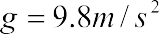 g = 9.8m/s²